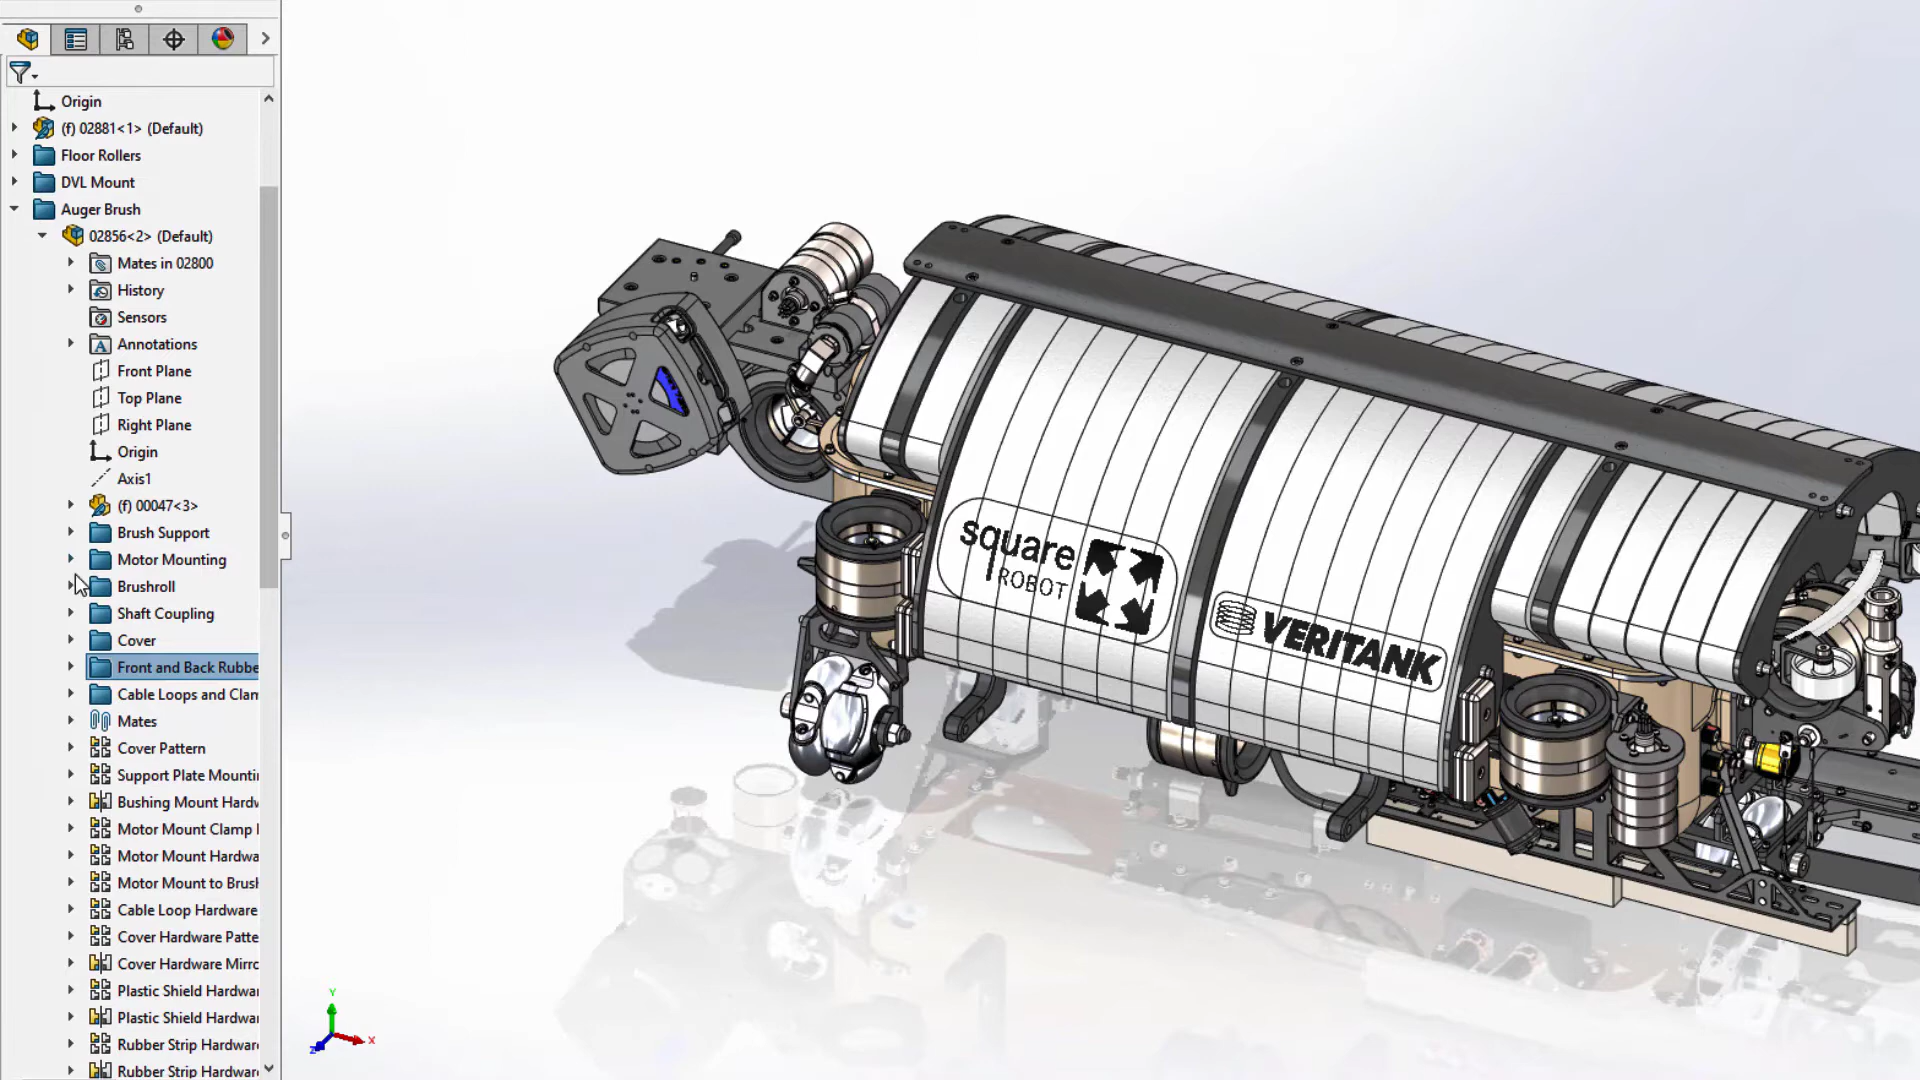 Origin
(f) 02881<1> (Default)
Floor Rollers
DVL Mount
Auger Brush
02856<2> (Default)
Mates in 02800
History
Sensors
A Annotations
Front Plane
Top Plane
Right Plane
Origin
Axis1
(f) 00047<3>
Brush Support
Motor Mounting
Brushroll
Shaft Coupling
Cover
Front and Back Rubbe
Cable Loops and Clam
Mates
Cover Pattern
Support Plate Mounti
Bushing Mount Hardw
Motor Mount Clamp
Motor Mount Hardwa
Motor Mount to Brush
Cable Loop Hardware
Cover Hardware Patte
Cover Hardware Mirro
Plastic Shield Hardwar
Plastic Shield Hardwar
Rubber Strip Hardware
Rubber Strip Hardware
square
ROBOT
VERITANK
Y
X
Z